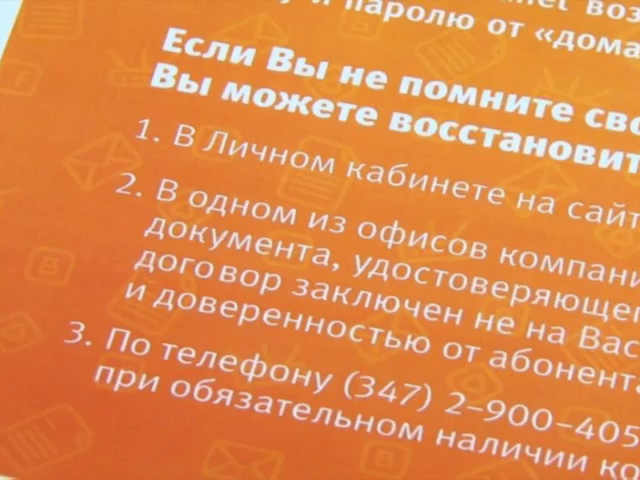 паролю от «дома
Если Вы не помните сво
Вы можете восстановит
1. В Личном кабинете на сайт
2. В одном из офисов компани
документа, удостоверяющег
договор заключен не на Вас
и доверенностью от абонент
3. По телефону (347) 2-900-405
при обязательном наличии ко